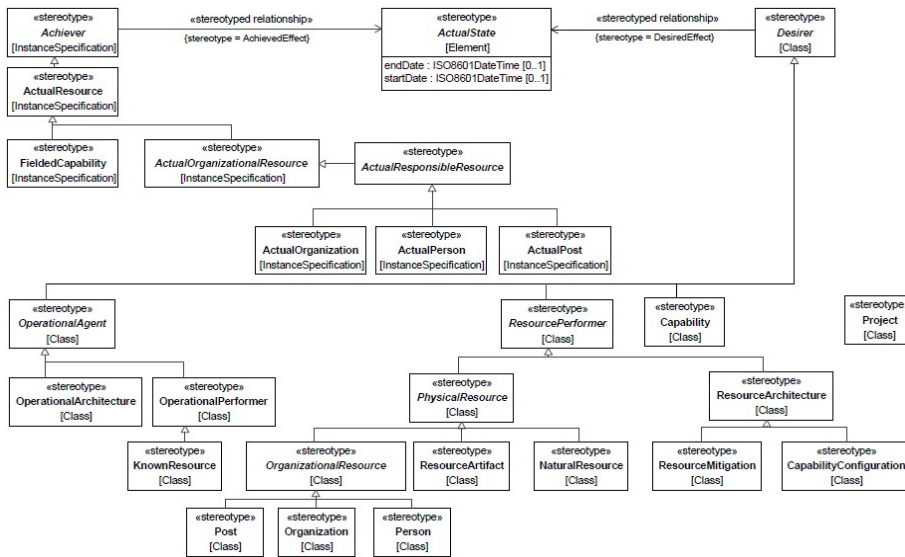 «stereotype»
Achiever
[InstanceSpecification]
«stereotyped relationship»
{stereotype = AchievedEffect}
«stereotype»
ActualState
[Element]
endDate : ISO8601DateTime [0..1]
startDate : ISO8601DateTime [0..1]
«stereotyped relationship»
{stereotype = DesiredEffect}
«stereotype»
Desirer
[Class]
«stereotype»
ActualResource
[InstanceSpecification]
«stereotype»
FieldedCapability
[InstanceSpecification]
«stereotype»
ActualOrganizationalResource
[InstanceSpecification]
«stereotype»
ActualResponsibleResource
«stereotype»
ActualOrganization
[InstanceSpecification]
«stereotype»
ActualPerson
[InstanceSpecification]
«stereotype»
ActualPost
[InstanceSpecification]
«stereotype»
OperationalAgent
[Class]
«stereotype»
ResourcePerformer
[Class]
«stereotype»
Capability
[Class]
«stereotype»
Project
[Class]
«stereotype»
OperationalArchitecture
[Class]
«stereotype»
OperationalPerformer
[Class]
«stereotype»
PhysicalResource
[Class]
«stereotype»
ResourceArchitecture
[Class]
«stereotype»
KnownResource
[Class]
«stereotype»
OrganizationalResource
[Class]
«stereotype»
ResourceArtifact
[Class]
«stereotype»
NaturalResource
[Class]
«stereotype»
ResourceMitigation
[Class]
«stereotype»
CapabilityConfiguration
[Class]
«stereotype»
Post
[Class]
«stereotype»
Organization
[Class]
«stereotype»
Person
[Class]